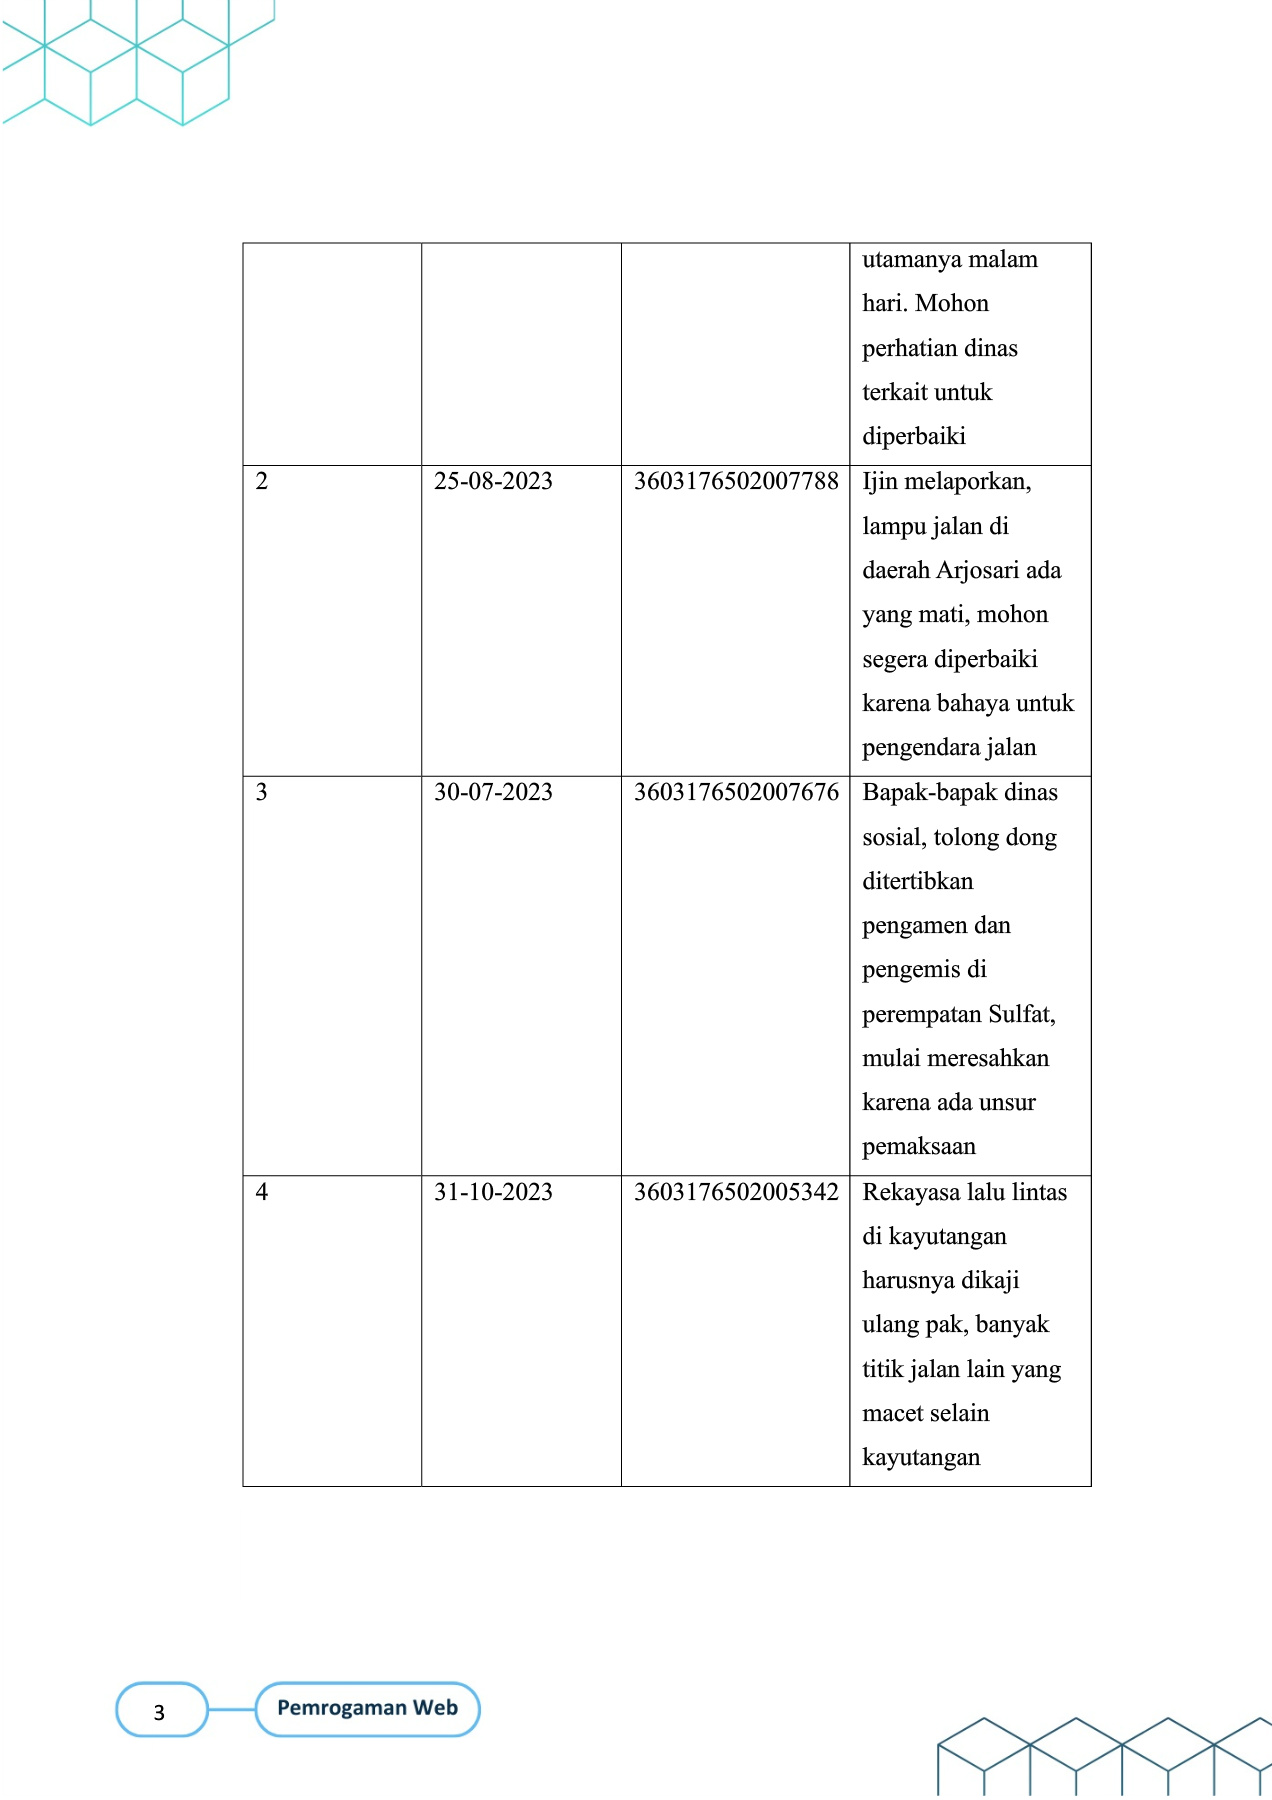 utamanya malam
hari. Mohon
perhatian dinas
terkait untuk
diperbaiki
2 25-08-2023 3603176502007788 Ijin melaporkan,
lampu jalan di
daerah Arjosari ada
yang mati, mohon
segera diperbaiki
karena bahaya untuk
pengendara jalan
3 30-07-2023 3603176502007676 Bapak-bapak dinas
sosial, tolong dong
ditertibkan
pengamen dan
pengemis di
perempatan Sulfat,
mulai meresahkan
karena ada unsur
pemaksaan
4 31-10-2023 3603176502005342 Rekayasa lalu lintas
di kayutangan
harusnya dikaji
ulang pak, banyak
titik jalan lain yang
macet selain
kayutangan
3 Pemrogaman Web